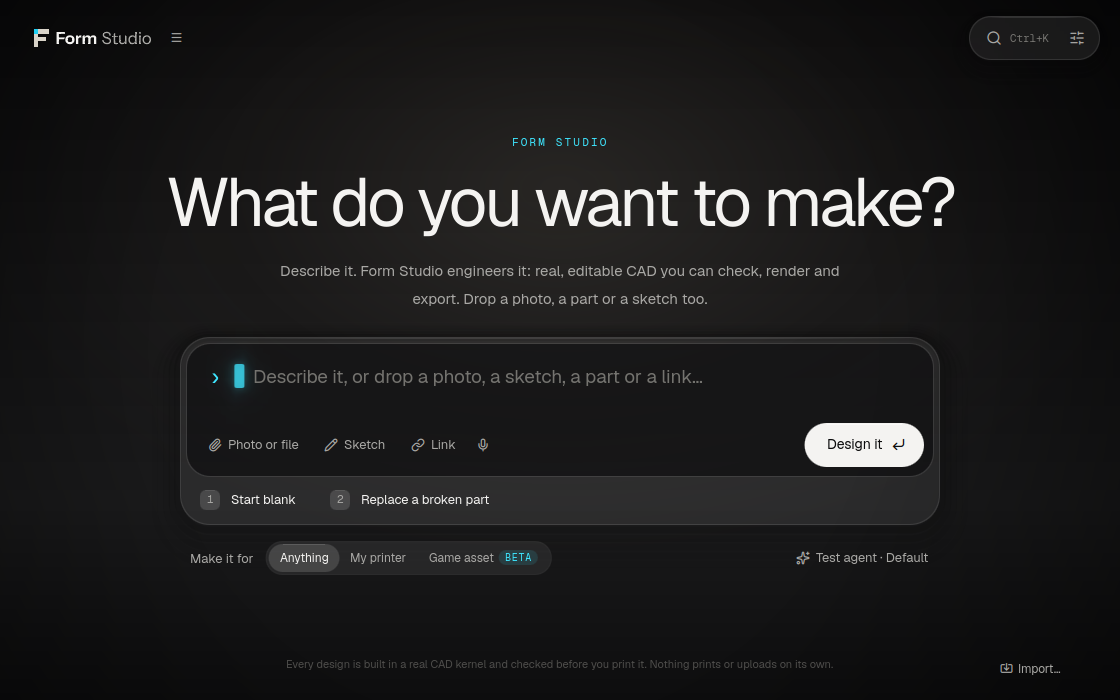 Form Studio
Ctrl+K
FORM STUDIO
What do you want to make?
Describe it. Form Studio engineers it: real, editable CAD you can check, render and
export. Drop a photo, a part or a sketch too.
› Describe it, or drop a photo, a sketch, a part or a link…
Photo or file Sketch Link Design it
1 Start blank 2 Replace a broken part
Make it for Anything My printer Game asset BETA Test agent · Default
Every design is built in a real CAD kernel and checked before you print it. Nothing prints or uploads on its own.
Import…